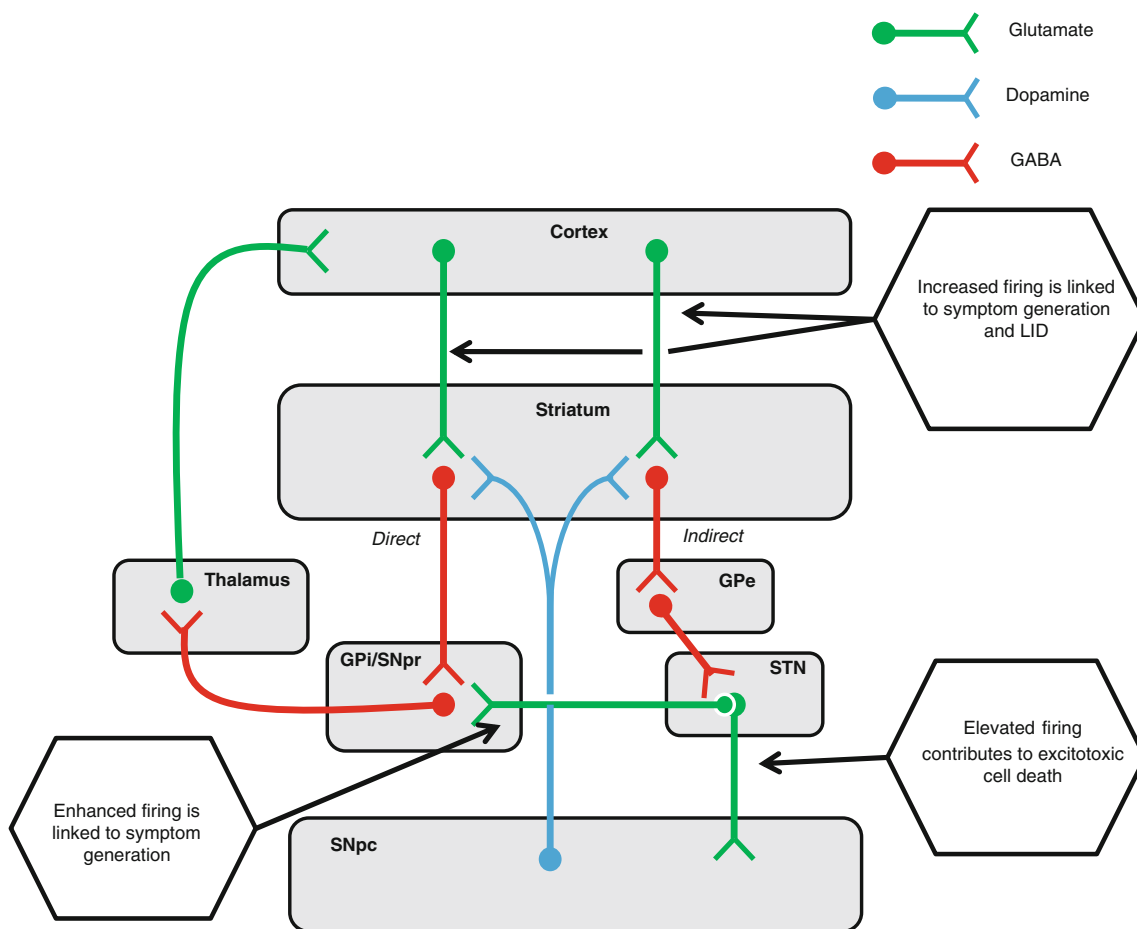 Glutamate
Dopamine
GABA
Cortex
Increased firing is linked
to symptom generation
and LID
Striatum
Direct
Indirect
Thalamus
GPe
GPi/SNpr
STN
Elevated firing
contributes to excitotoxic
cell death
Enhanced firing is
linked to symptom
generation
SNpc